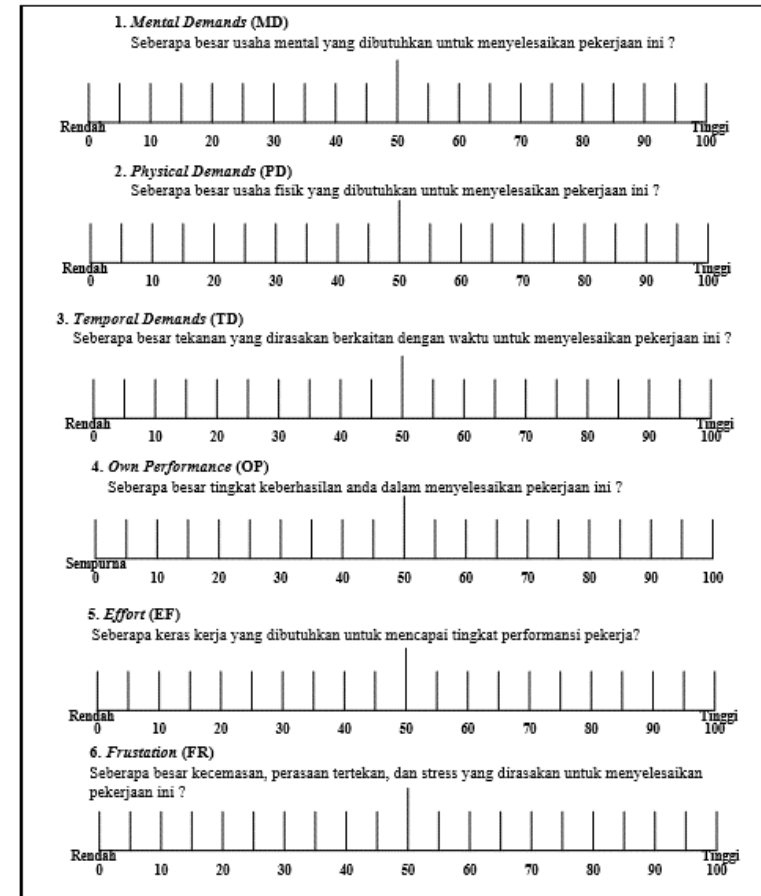 1. Mental Demands (MD)
Seberapa besar usaha mental yang dibutuhkan untuk menyelesaikan pekerjaan ini ?
Rendah Tinggi
0 10 20 30 40 50 60 70 80 90 100
2. Physical Demands (PD)
Seberapa besar usaha fisik yang dibutuhkan untuk menyelesaikan pekerjaan ini ?
Rendah Tinggi
0 10 20 30 40 50 60 70 80 90 100
3. Temporal Demands (TD)
Seberapa besar tekanan yang dirasakan berkaitan dengan waktu untuk menyelesaikan pekerjaan ini ?
Rendah Tinggi
0 10 20 30 40 50 60 70 80 90 100
4. Own Performance (OP)
Seberapa besar tingkat keberhasilan anda dalam menyelesaikan pekerjaan ini ?
Sempurna
0 10 20 30 40 50 60 70 80 90 100
5. Effort (EF)
Seberapa keras kerja yang dibutuhkan untuk mencapai tingkat performansi pekerja?
Rendah Tinggi
0 10 20 30 40 50 60 70 80 90 100
6. Frustation (FR)
Seberapa besar kecemasan, perasaan tertekan, dan stress yang dirasakan untuk menyelesaikan
pekerjaan ini ?
Rendah Tinggi
0 10 20 30 40 50 60 70 80 90 100